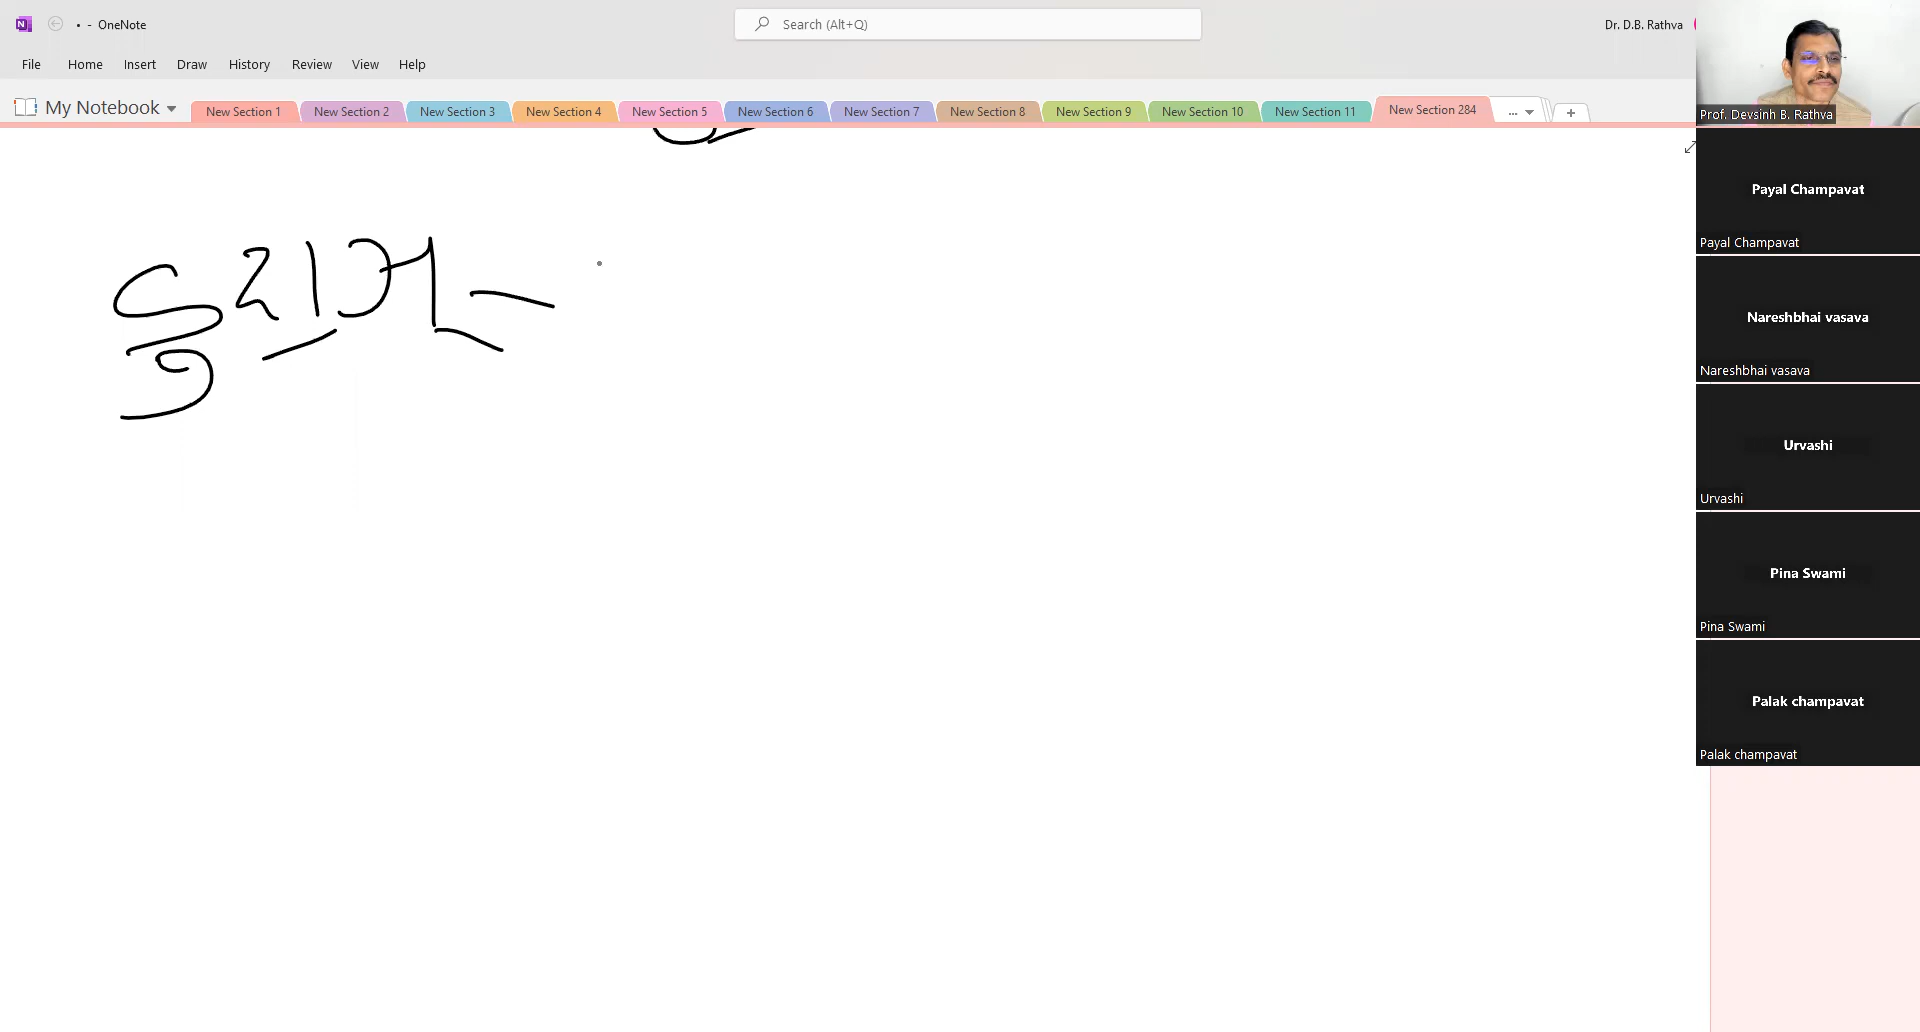 • - OneNote
Search (Alt+Q)
Dr. D.B. Rathva
File Home Insert Draw History Review View Help
My Notebook
New Section 1 New Section 2 New Section 3 New Section 4 New Section 5 New Section 6 New Section 7 New Section 8 New Section 9 New Section 10 New Section 11 New Section 284 ...
Prof. Devsinh B. Rathva
Payal Champavat
Payal Champavat
Nareshbhai vasava
Nareshbhai vasava
Urvashi
Urvashi
Pina Swami
Pina Swami
Palak champavat
Palak champavat